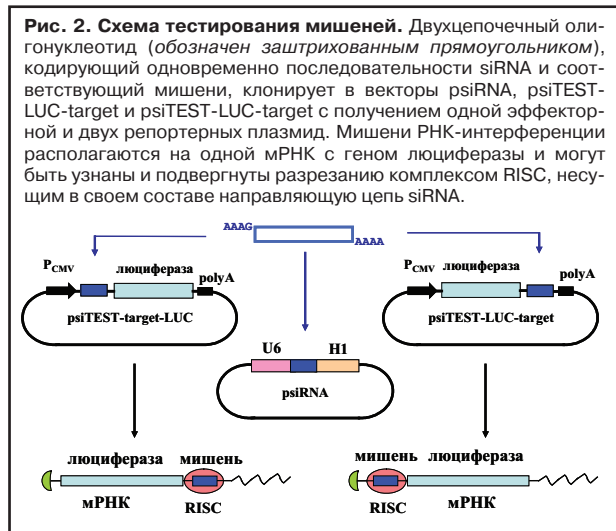 Рис. 2. Схема тестирования мишеней. Двухцепочечный оли-
гонуклеотид (обозначен заштрихованным прямоугольником),
кодирующий одновременно последовательности siRNA и соот-
ветствующий мишени, клонирует в векторы psiRNA, psiTEST-
LUC-target и psiTEST-LUC-target с получением одной эффектор-
ной и двух репортерных плазмид. Мишени РНК-интерференции
располагаются на одной мРНК с геном люциферазы и могут
быть узнаны и подвергнуты разрезанию комплексом RISC, несу-
щим в своем составе направляющую цепь siRNA.
AAAG
AAAA
PCMV люцифераза polyA
psiTEST-target-LUC
PCMV люцифераза polyA
psiTEST-LUC-target
U6 H1
psiRNA
люцифераза мишень
мРНК RISC
мишень люцифераза
RISC мРНК